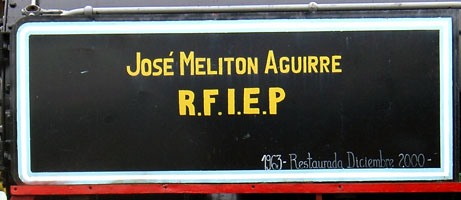 JOSÉ MELITON AGUIRRE
R.F.I.E.P
1963- Restaurada Diciembre 2000-